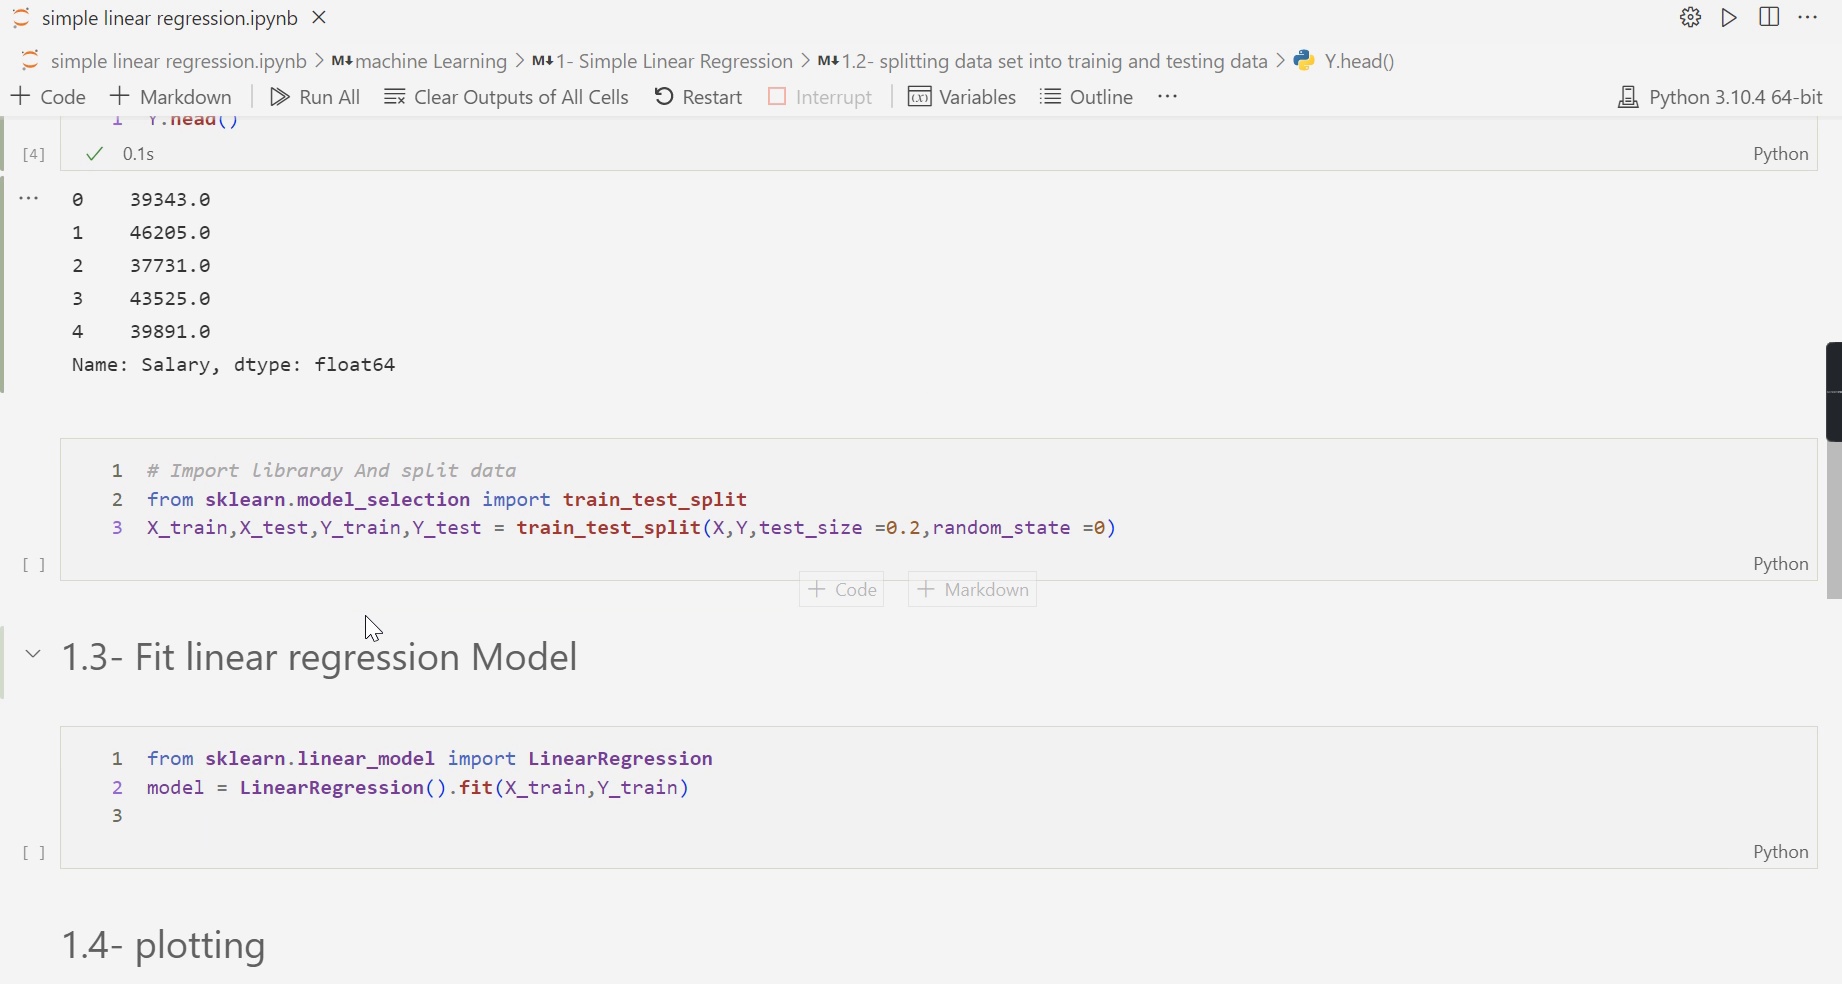 simple linear regression.ipynb
simple linear regression.ipynb > M↓ machine Learning > M↓ 1- Simple Linear Regression > M↓ 1.2- splitting data set into trainig and testing data > Y.head()
+ Code + Markdown Run All Clear Outputs of All Cells Restart Interrupt Variables Outline ... Python 3.10.4 64-bit
1 Y.head()
[4] 0.1s Python
0 39343.0
1 46205.0
2 37731.0
3 43525.0
4 39891.0
Name: Salary, dtype: float64
1 # Import libraray And split data
2 from sklearn.model_selection import train_test_split
3 X_train,X_test,Y_train,Y_test = train_test_split(X,Y,test_size =0.2,random_state =0)
[ ] Python
+ Code + Markdown
1.3- Fit linear regression Model
1 from sklearn.linear_model import LinearRegression
2 model = LinearRegression().fit(X_train,Y_train)
3
[ ] Python
1.4- plotting